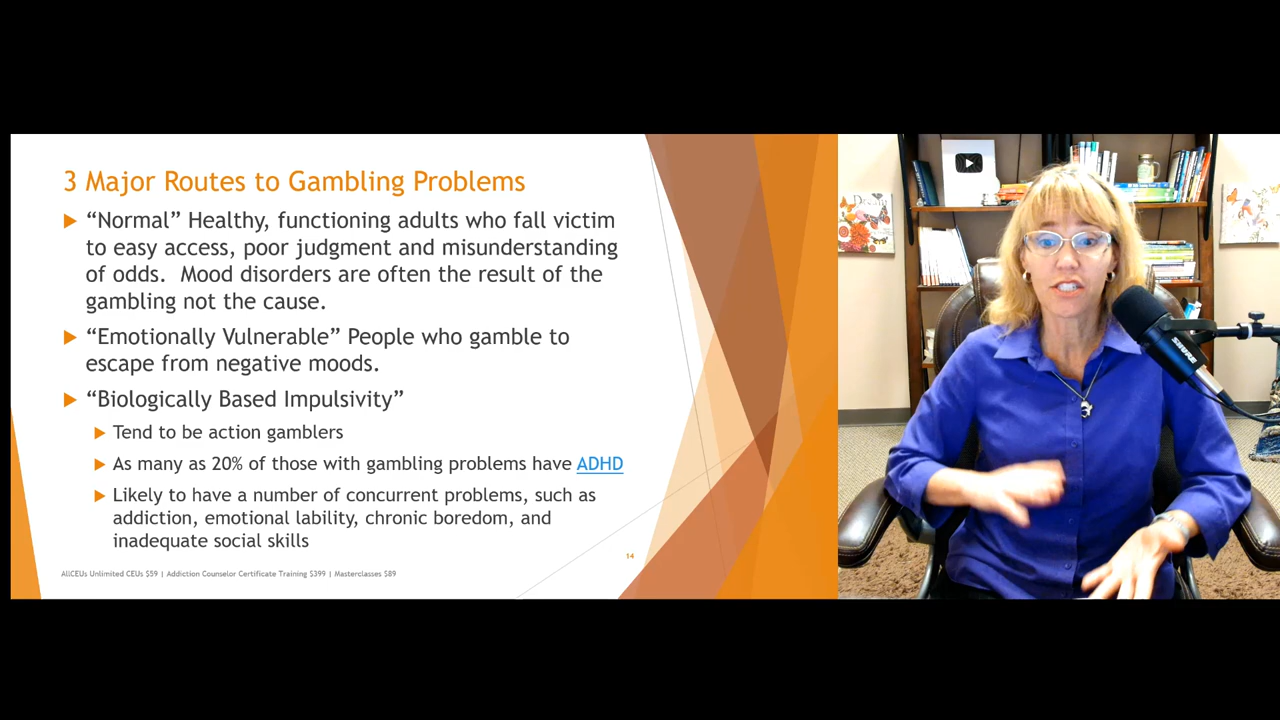 3 Major Routes to Gambling Problems
“Normal” Healthy, functioning adults who fall victim
to easy access, poor judgment and misunderstanding
of odds. Mood disorders are often the result of the
gambling not the cause.
“Emotionally Vulnerable” People who gamble to
escape from negative moods.
“Biologically Based Impulsivity”
Tend to be action gamblers
As many as 20% of those with gambling problems have ADHD
Likely to have a number of concurrent problems, such as
addiction, emotional lability, chronic boredom, and
inadequate social skills
14
AllCEUs Unlimited CEUs $59 | Addiction Counselor Certificate Training $399 | Masterclasses $89
SHURE